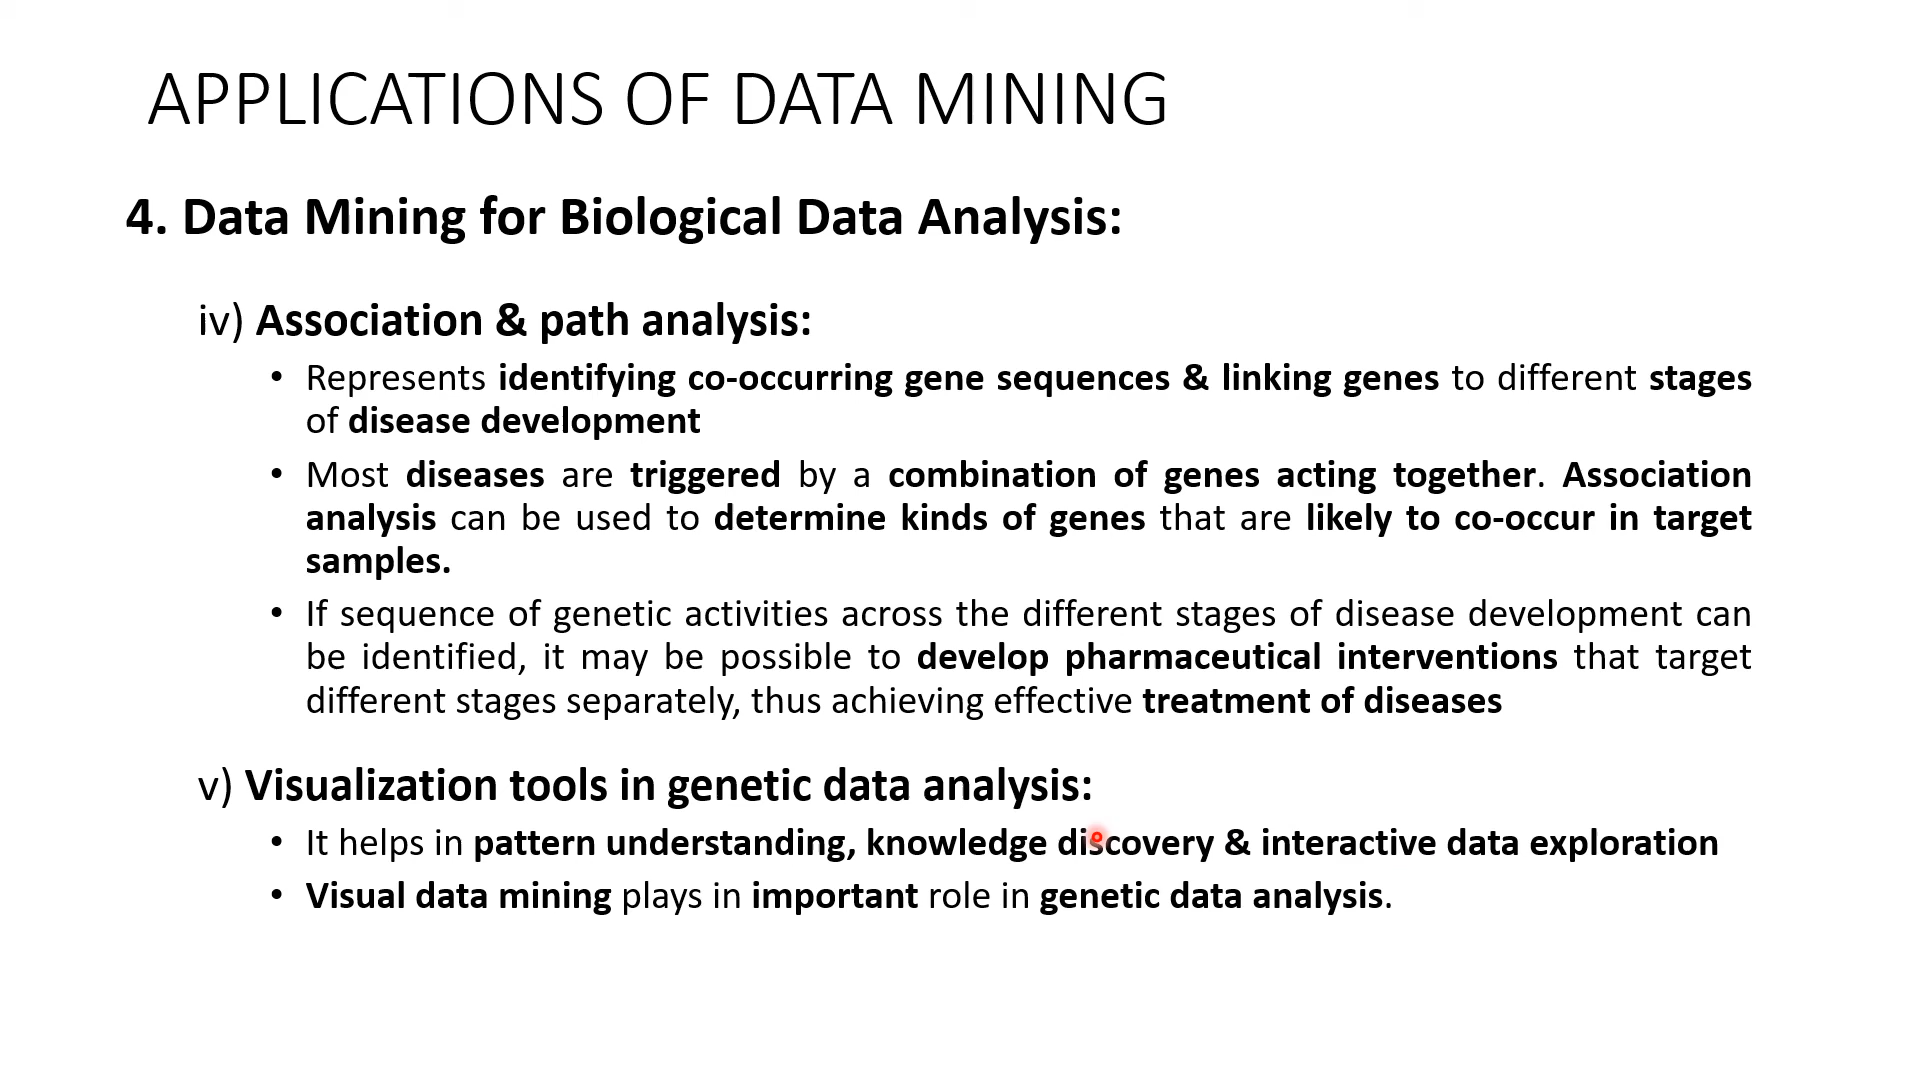 APPLICATIONS OF DATA MINING
4. Data Mining for Biological Data Analysis:
iv) Association & path analysis:
• Represents identifying co-occurring gene sequences & linking genes to different stages
of disease development
• Most diseases are triggered by a combination of genes acting together. Association
analysis can be used to determine kinds of genes that are likely to co-occur in target
samples.
• If sequence of genetic activities across the different stages of disease development can
be identified, it may be possible to develop pharmaceutical interventions that target
different stages separately, thus achieving effective treatment of diseases
v) Visualization tools in genetic data analysis:
• It helps in pattern understanding, knowledge discovery & interactive data exploration
• Visual data mining plays in important role in genetic data analysis.